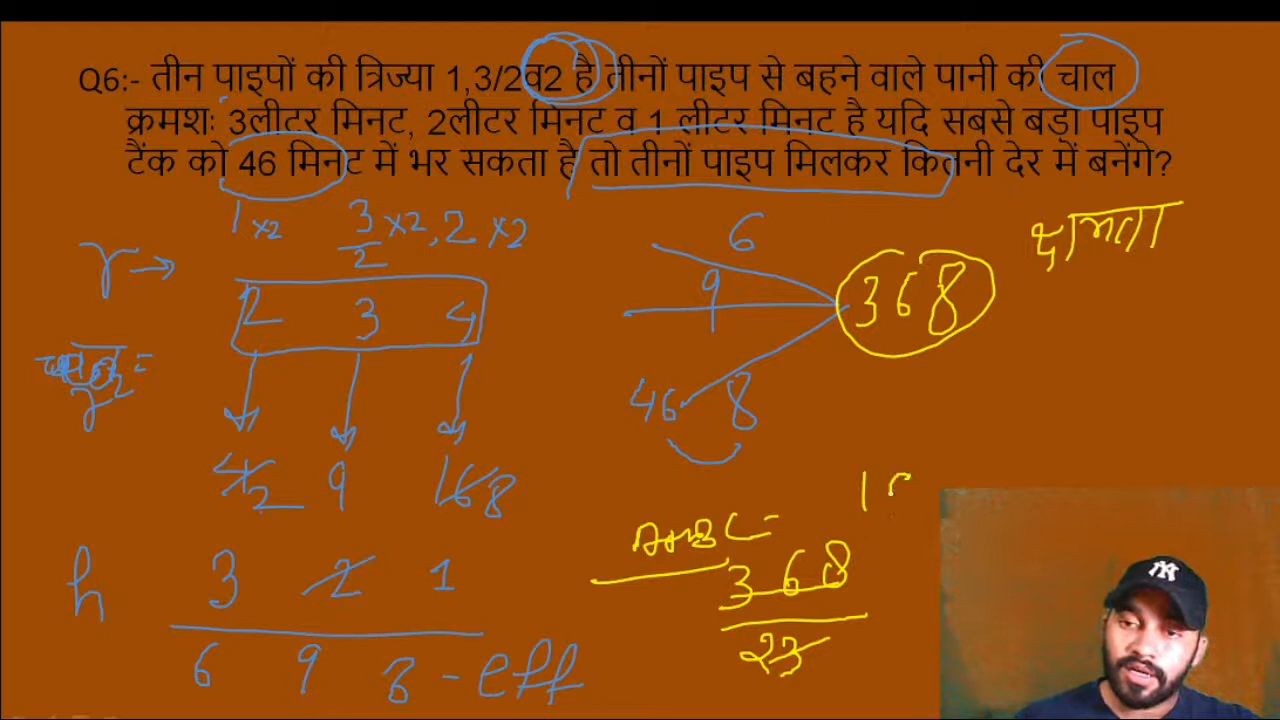 Q6:- तीन पाइपों की त्रिज्या 1,3/2व2 है तीनों पाइप से बहने वाले पानी की चाल
क्रमशः 3लीटर मिनट, 2लीटर मिनट व 1 लीटर मिनट है यदि सबसे बड़ा पाइप
टैंक को 46 मिनट में भर सकता है तो तीनों पाइप मिलकर कितनी देर में बनेंगे?
1 ×2 3/2 ×2, 2 ×2
r →
2 3 4
r²
4 2 9 16 8
h 3 2 1
6 9 8 - eff
6
9
46 8
368
क्षमता
368
23
NY